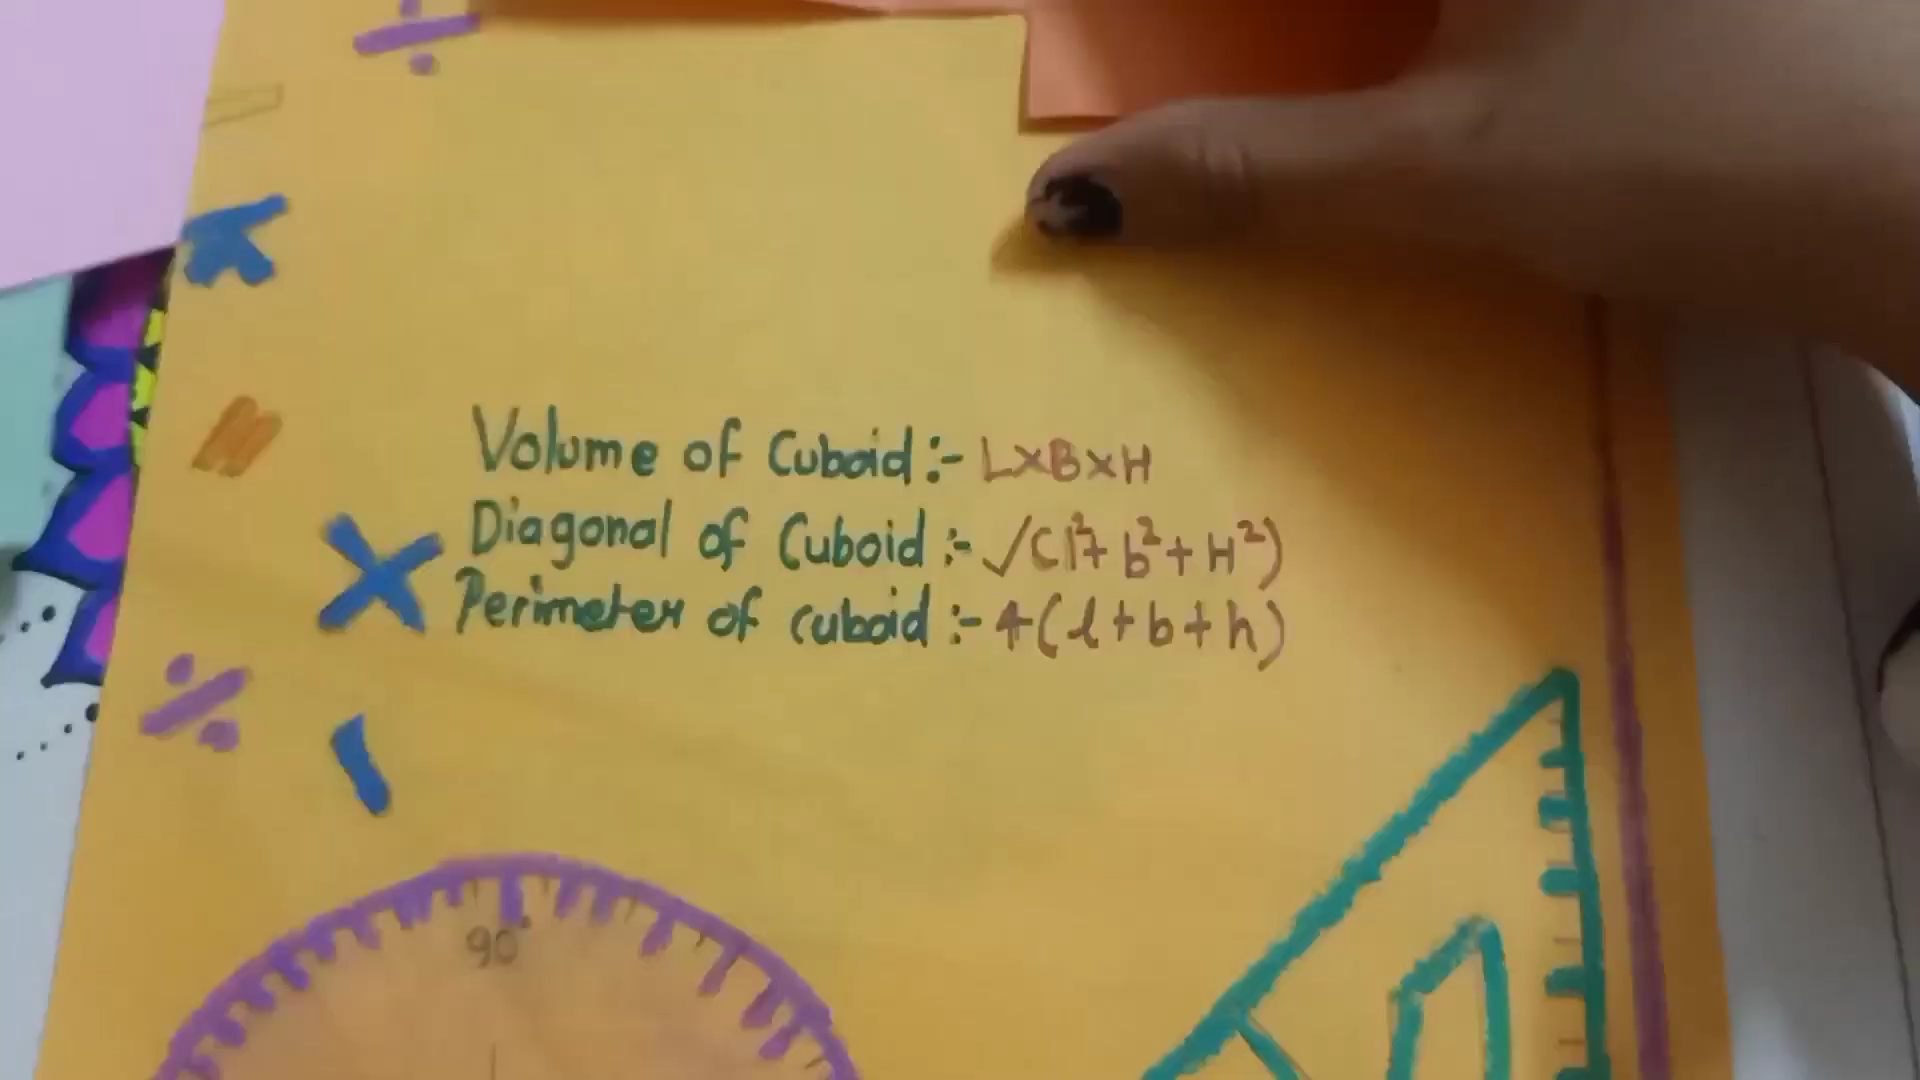 Volume of Cuboid :- L×B×H
Diagonal of Cuboid :- √(l²+ b²+ H²)
Perimeter of cuboid :- 4(l+b+h)
90°